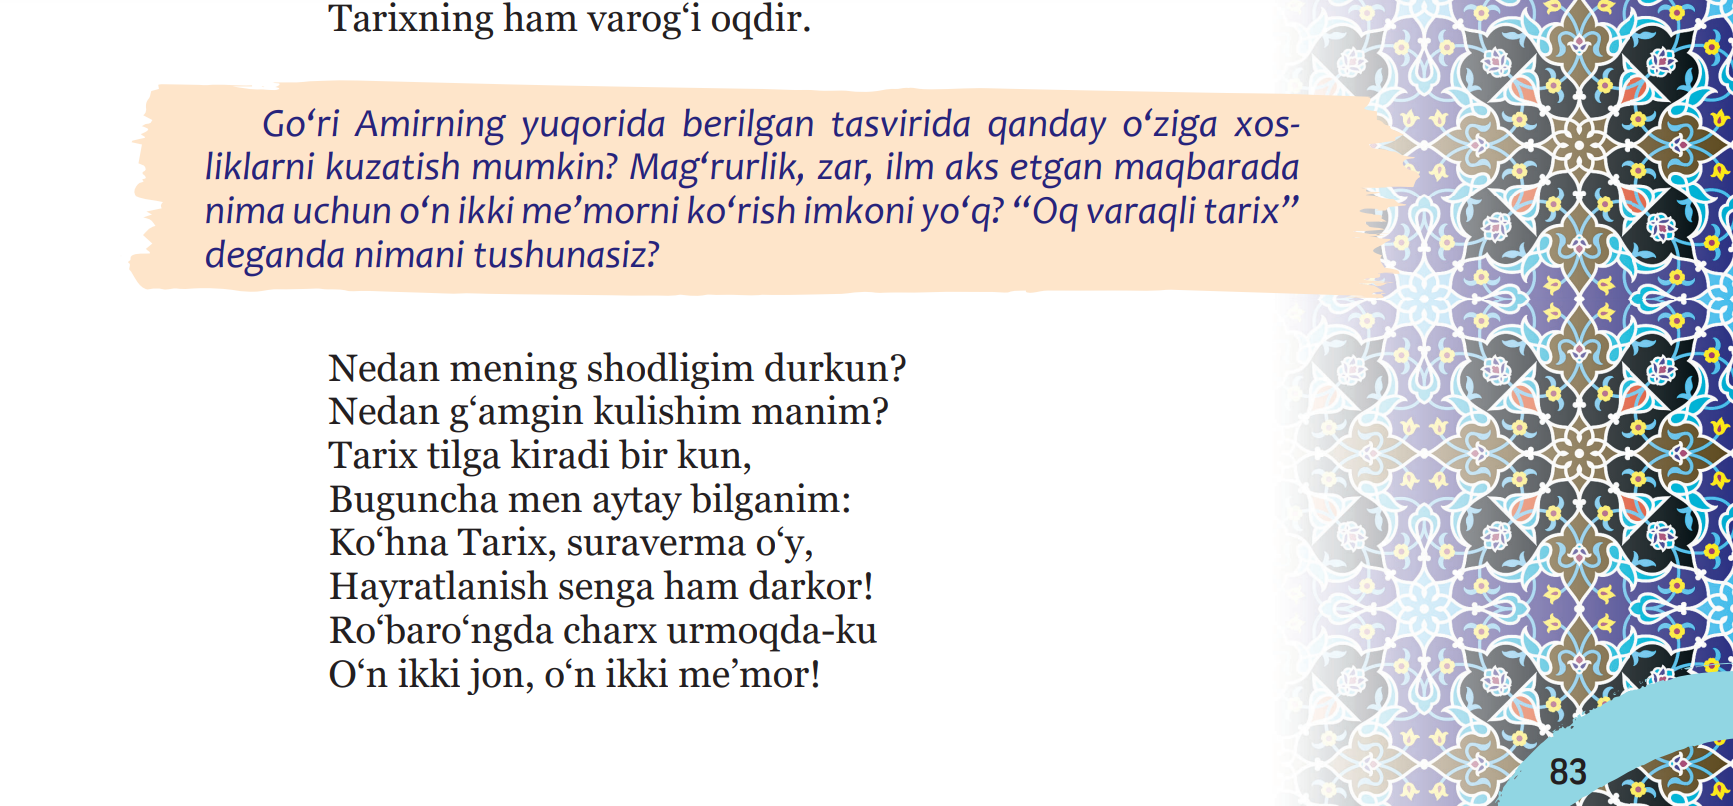 Tarixning ham varog‘i oqdir.
Go‘ri Amirning yuqorida berilgan tasvirida qanday o‘ziga xos-
liklarni kuzatish mumkin? Mag‘rurlik, zar, ilm aks etgan maqbarada
nima uchun o‘n ikki me’morni ko‘rish imkoni yo‘q? “Oq varaqli tarix”
deganda nimani tushunasiz?
Nedan mening shodligim durkun?
Nedan g‘amgin kulishim manim?
Tarix tilga kiradi bir kun,
Buguncha men aytay bilganim:
Ko‘hna Tarix, suraverma o‘y,
Hayratlanish senga ham darkor!
Ro‘baro‘ngda charx urmoqda-ku
O‘n ikki jon, o‘n ikki me’mor!
83